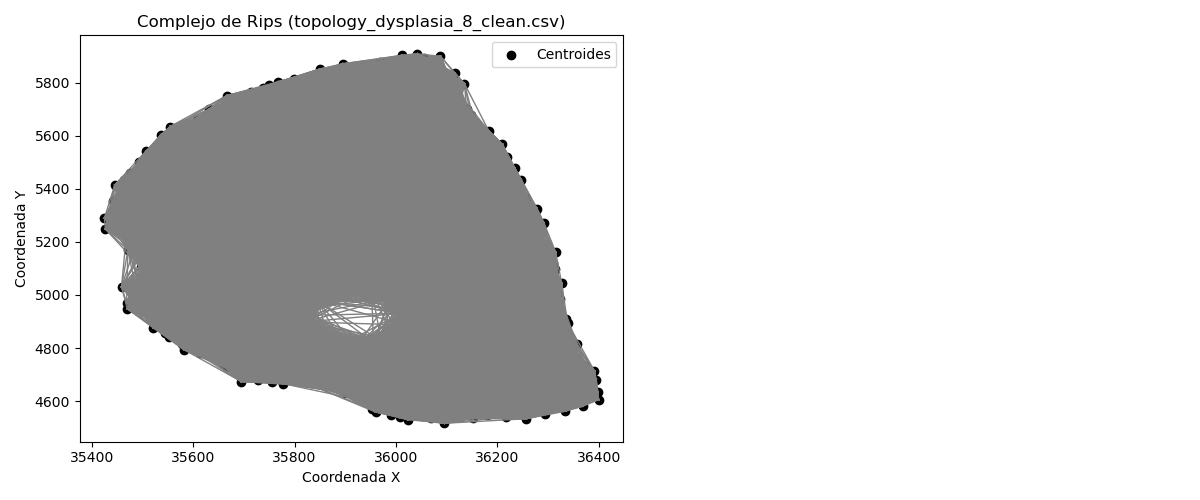 Complejo de Rips (topology_dysplasia_8_clean.csv)
Centroides
Coordenada Y
5800
5600
5400
5200
5000
4800
4600
35400 35600 35800 36000 36200 36400
Coordenada X